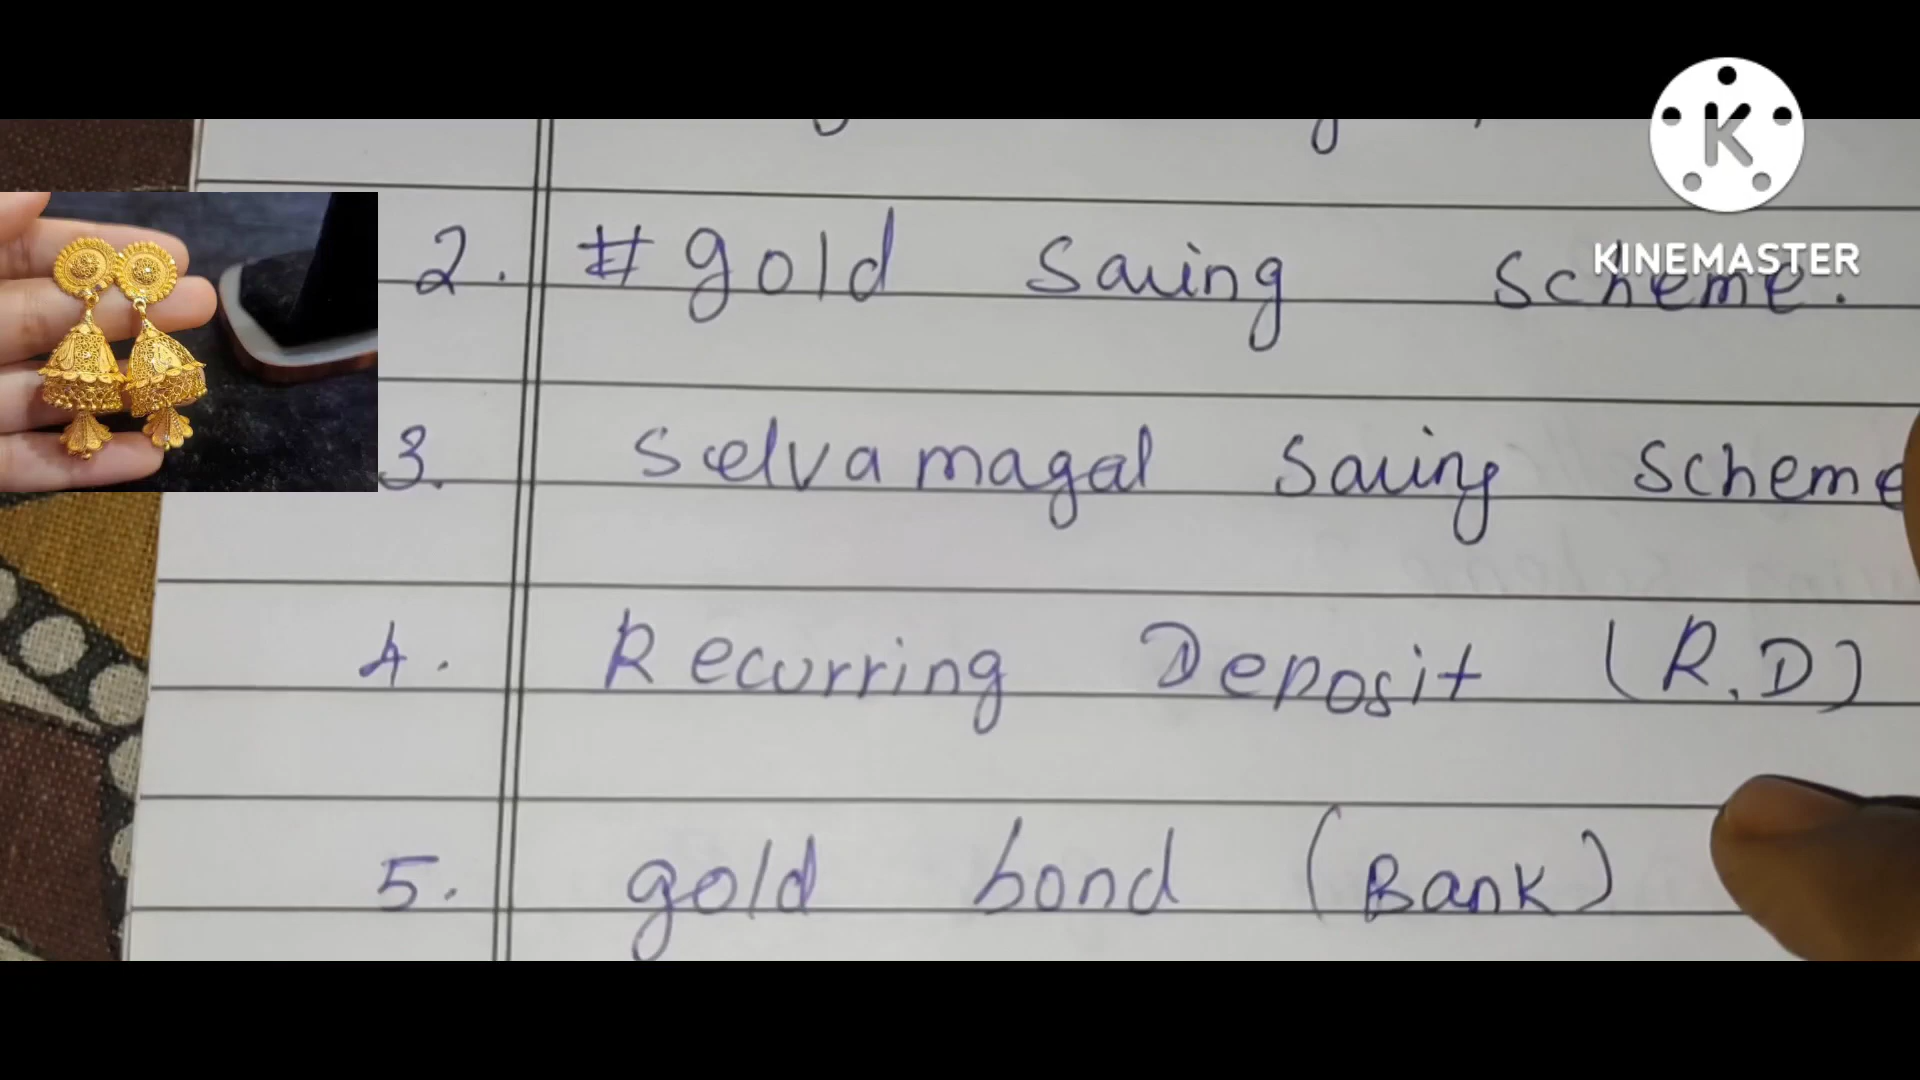 KINEMASTER
2. #gold saving scheme.
3. selvamagal saving scheme
4. Recurring Deposit (R.D)
5. gold bond (Bank)